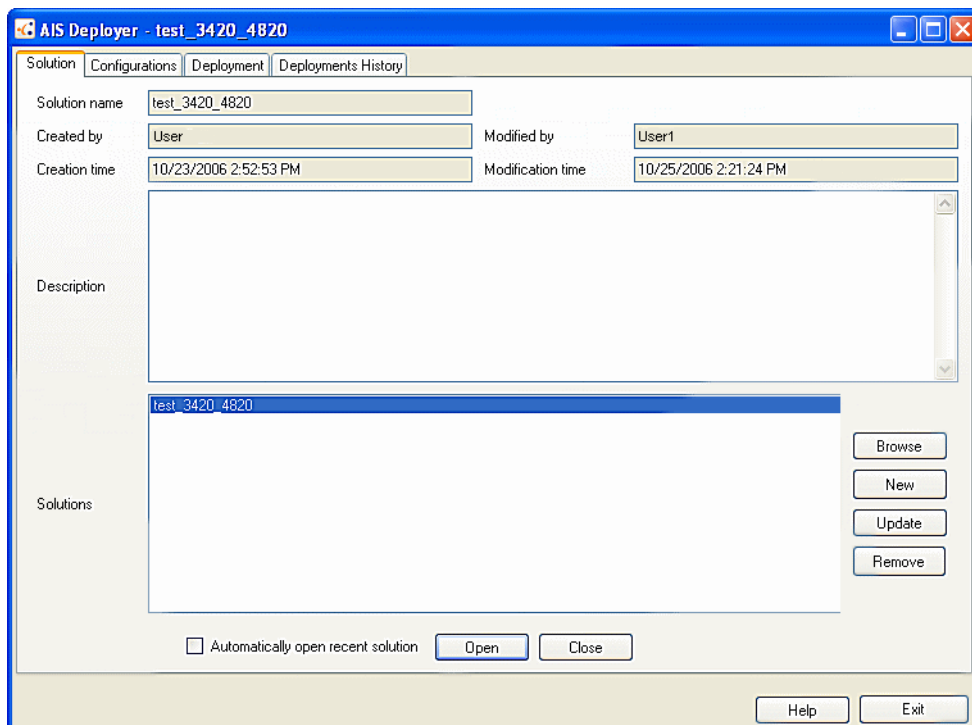 AIS Deployer - test_3420_4820
Solution Configurations Deployment Deployments History
Solution name test_3420_4820
Created by User Modified by User1
Creation time 10/23/2006 2:52:53 PM Modification time 10/25/2006 2:21:24 PM
Description
test_3420_4820
Solutions
Browse
New
Update
Remove
Automatically open recent solution Open Close
Help Exit